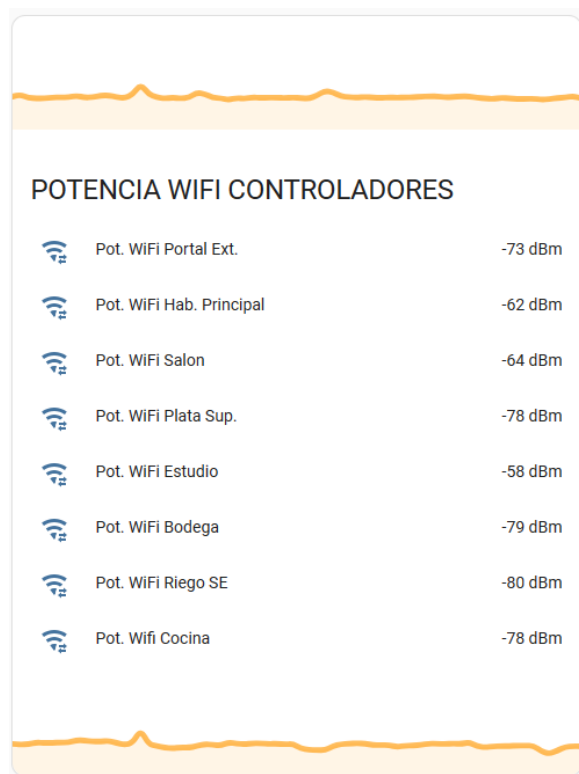 POTENCIA WIFI CONTROLADORES
Pot. WiFi Portal Ext. -73 dBm
Pot. WiFi Hab. Principal -62 dBm
Pot. WiFi Salon -64 dBm
Pot. WiFi Plata Sup. -78 dBm
Pot. WiFi Estudio -58 dBm
Pot. WiFi Bodega -79 dBm
Pot. WiFi Riego SE -80 dBm
Pot. Wifi Cocina -78 dBm